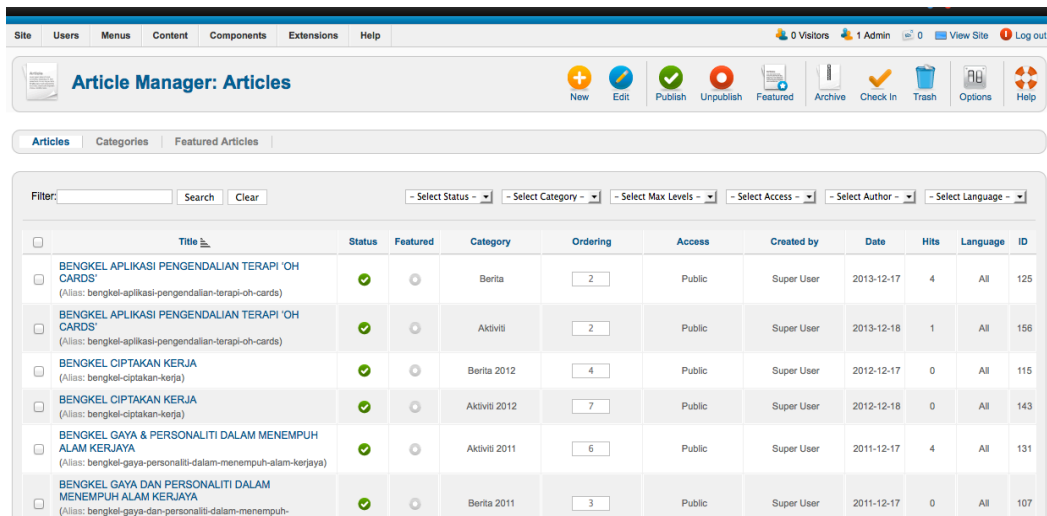 Site Users Menus Content Components Extensions Help 0 Visitors 1 Admin 0 View Site Log out
Article Manager: Articles
New Edit Publish Unpublish Featured Archive Check In Trash Options Help
Articles Categories Featured Articles
Filter: Search Clear – Select Status – – Select Category – – Select Max Levels – – Select Access – – Select Author – – Select Language –
Title Status Featured Category Ordering Access Created by Date Hits Language ID
BENGKEL APLIKASI PENGENDALIAN TERAPI 'OH
CARDS' Berita 2 Public Super User 2013-12-17 4 All 125
(Alias: bengkel-aplikasi-pengendalian-terapi-oh-cards)
BENGKEL APLIKASI PENGENDALIAN TERAPI 'OH
CARDS' Aktiviti 2 Public Super User 2013-12-18 1 All 156
(Alias: bengkel-aplikasi-pengendalian-terapi-oh-cards)
BENGKEL CIPTAKAN KERJA Berita 2012 4 Public Super User 2012-12-17 0 All 115
(Alias: bengkel-ciptakan-kerja)
BENGKEL CIPTAKAN KERJA Aktiviti 2012 7 Public Super User 2012-12-18 0 All 143
(Alias: bengkel-ciptakan-kerja)
BENGKEL GAYA & PERSONALITI DALAM MENEMPUH
ALAM KERJAYA Aktiviti 2011 6 Public Super User 2011-12-17 4 All 131
(Alias: bengkel-gaya-personaliti-dalam-menempuh-alam-kerjaya)
BENGKEL GAYA DAN PERSONALITI DALAM
MENEMPUH ALAM KERJAYA Berita 2011 3 Public Super User 2011-12-17 0 All 107
(Alias: bengkel-gaya-dan-personaliti-dalam-menempuh-